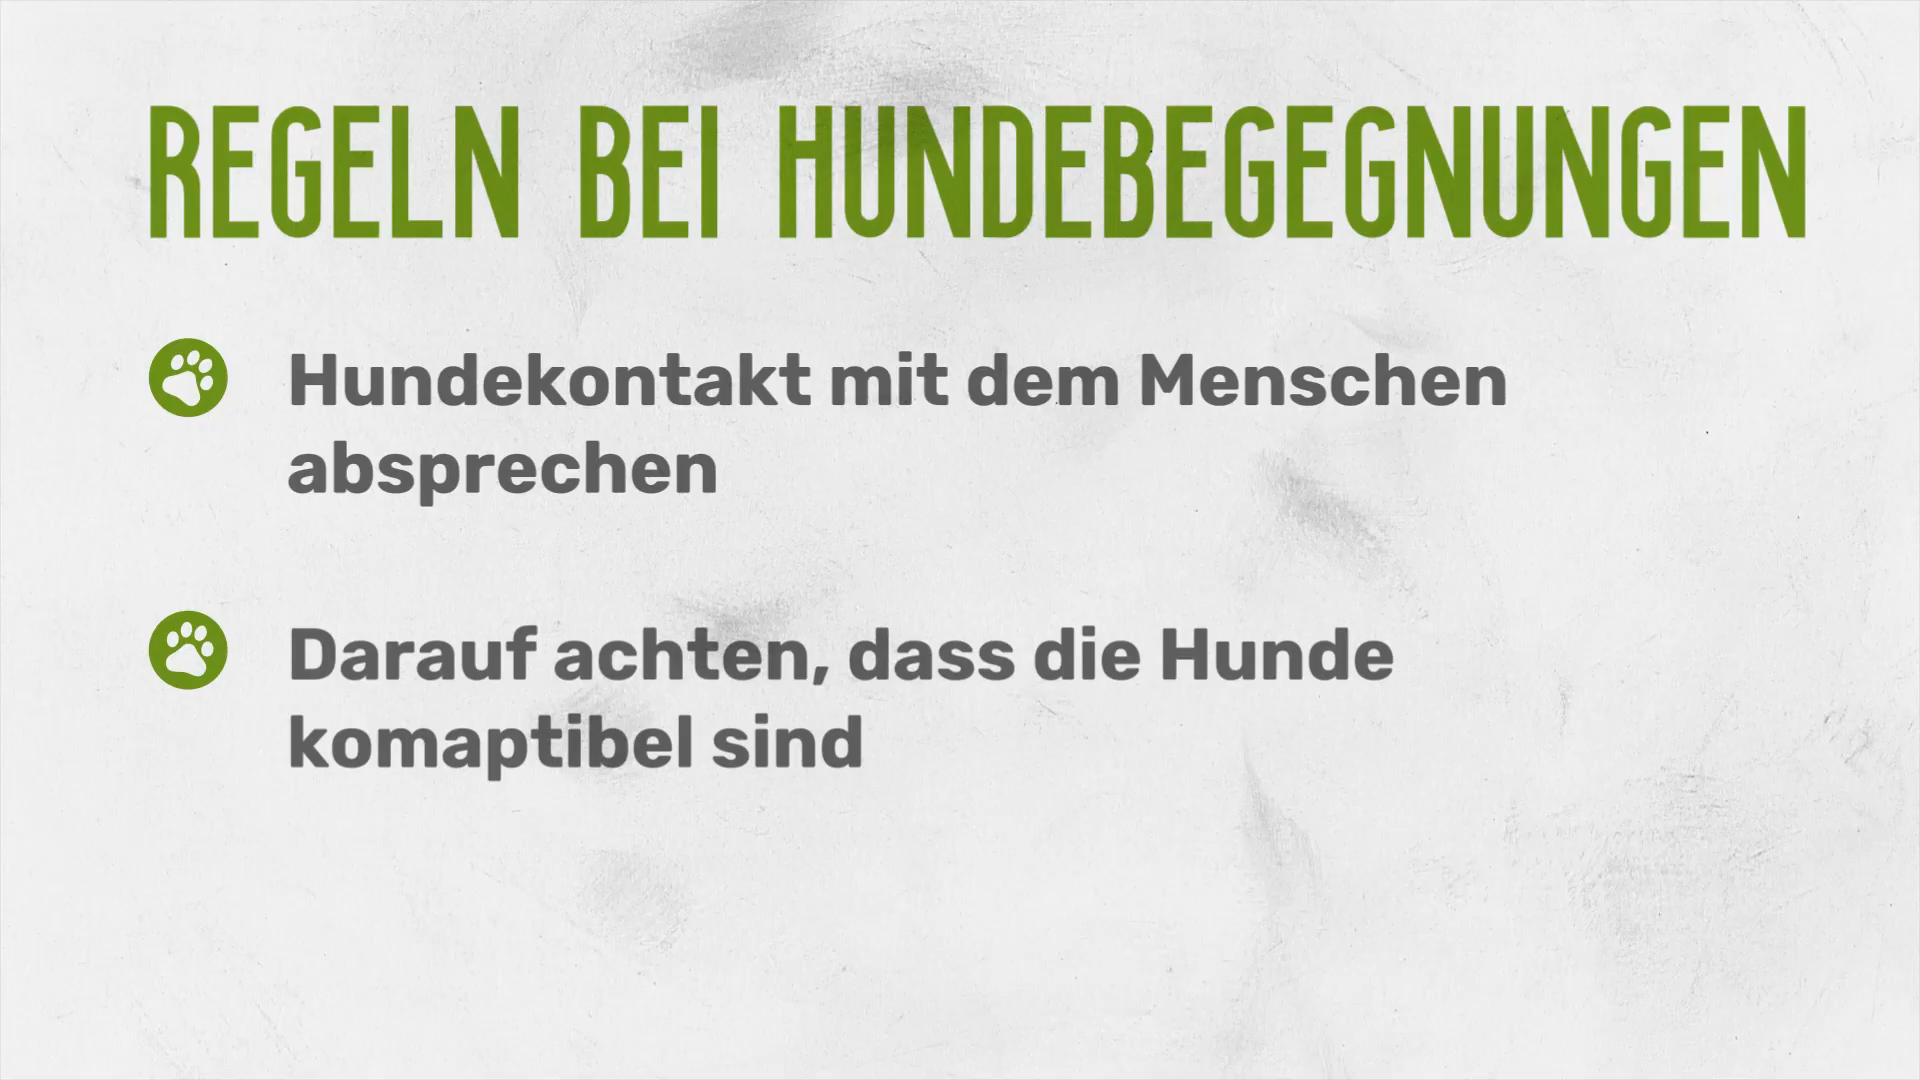 REGELN BEI HUNDEBEGEGNUNGEN
Hundekontakt mit dem Menschen
absprechen
Darauf achten, dass die Hunde
komaptibel sind